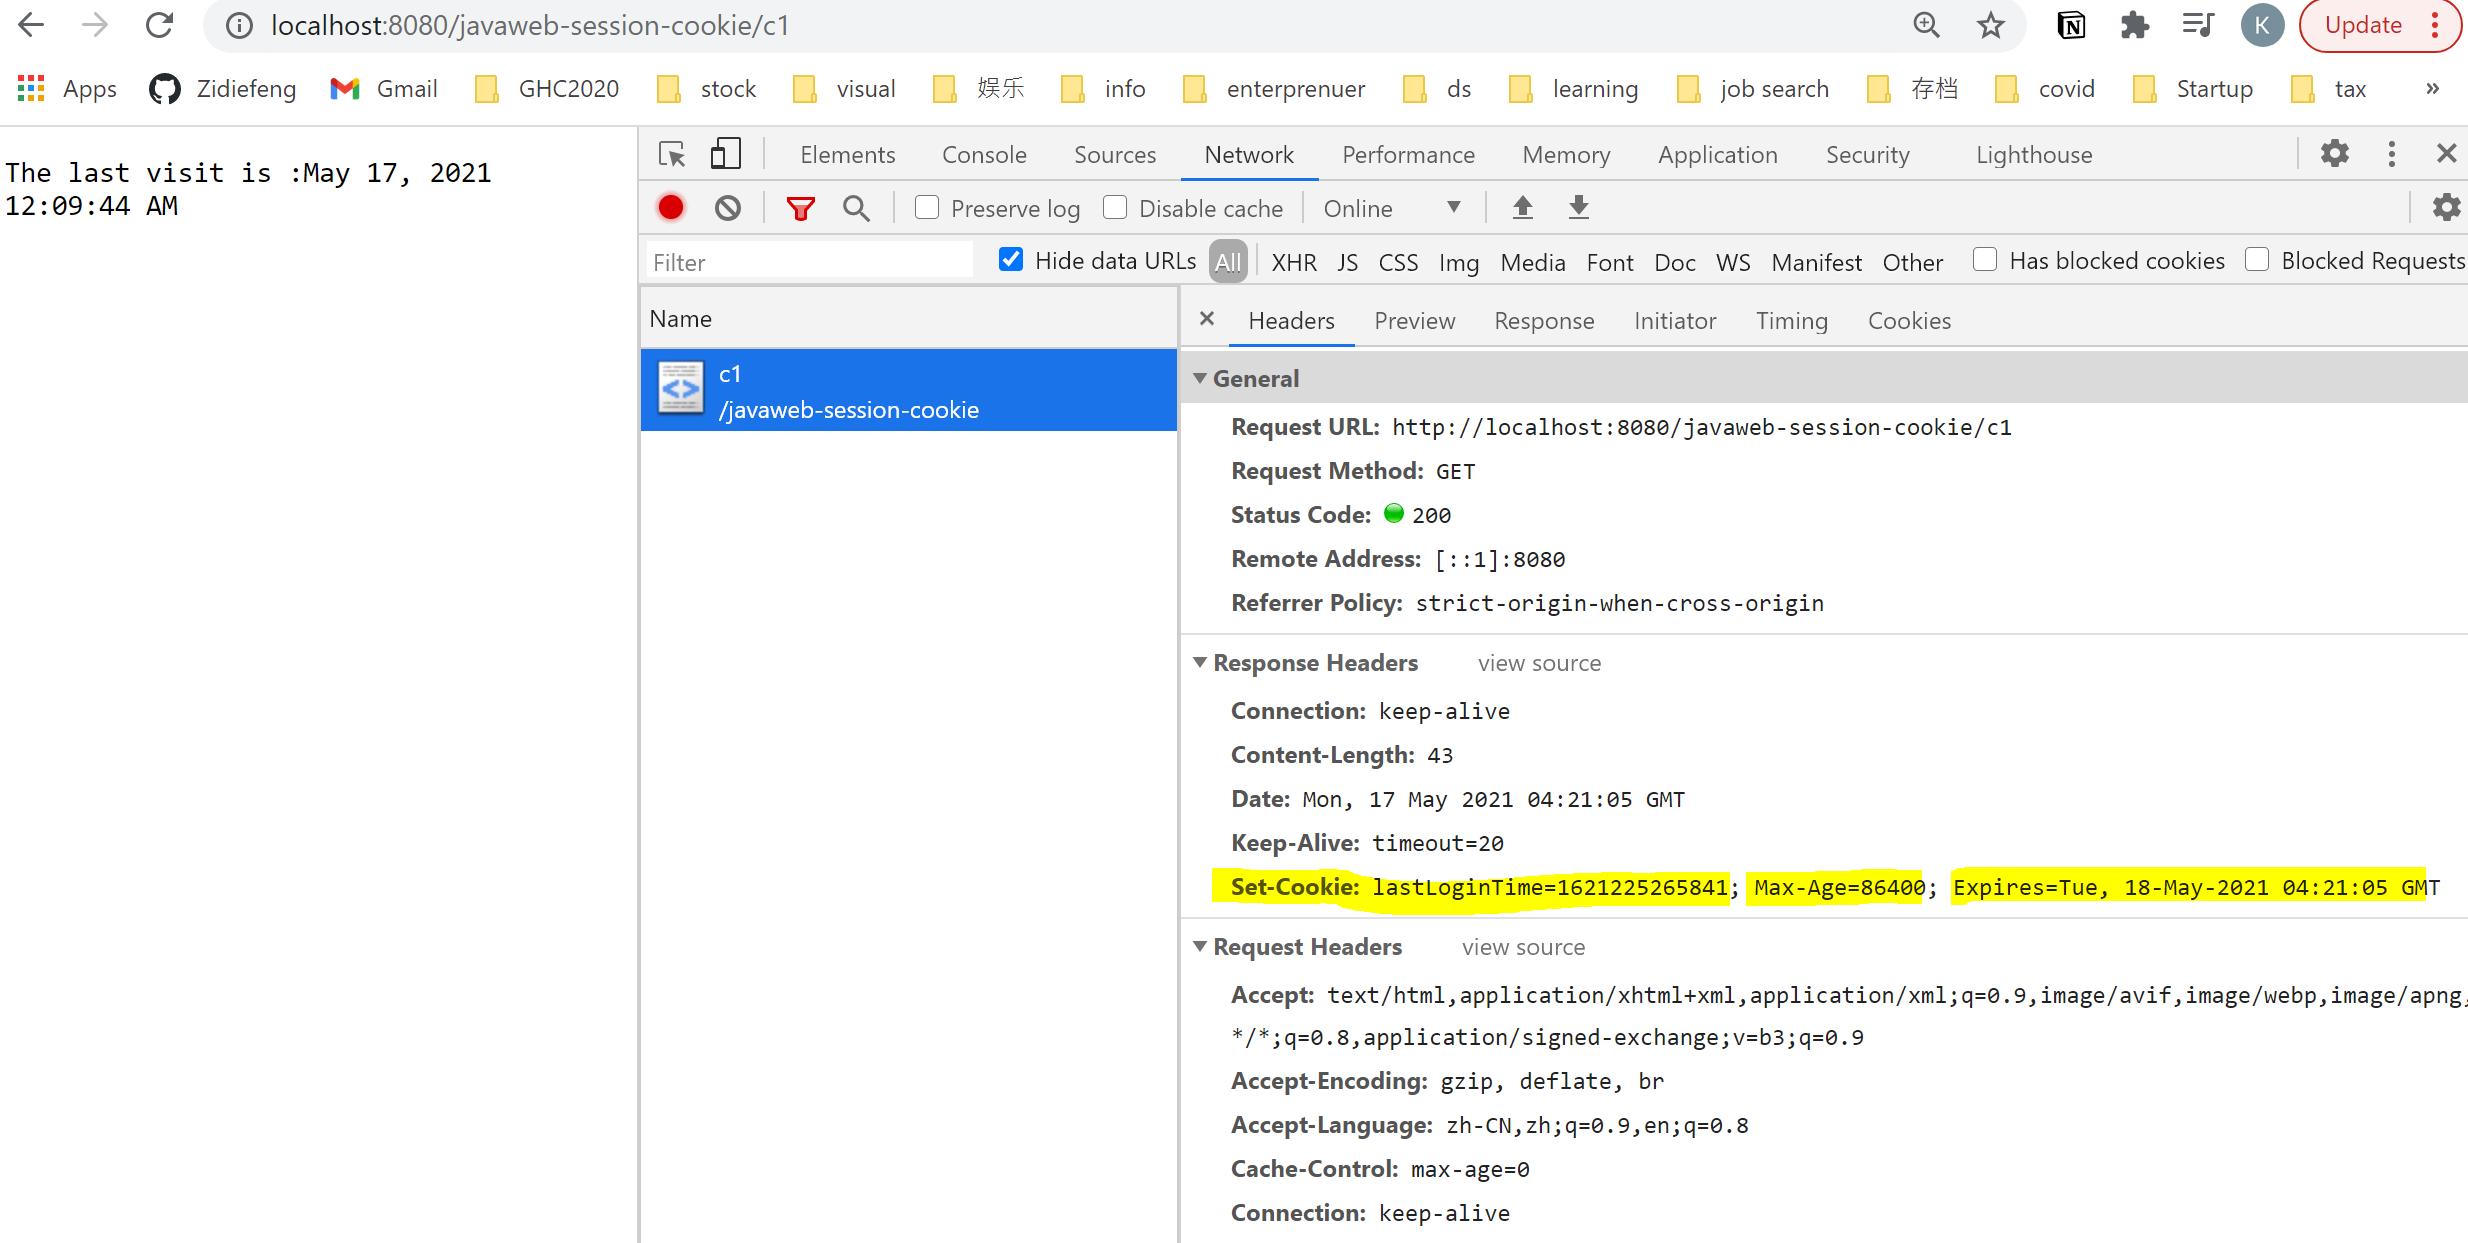 localhost:8080/javaweb-session-cookie/c1
K
Update
Apps Zidiefeng Gmail GHC2020 stock visual 娱乐 info enterprenuer ds learning job search 存档 covid Startup tax »
The last visit is :May 17, 2021
12:09:44 AM
Elements Console Sources Network Performance Memory Application Security Lighthouse
Preserve log Disable cache Online
Filter Hide data URLs All XHR JS CSS Img Media Font Doc WS Manifest Other Has blocked cookies Blocked Requests
Name
c1
/javaweb-session-cookie
Headers Preview Response Initiator Timing Cookies
General
Request URL: http://localhost:8080/javaweb-session-cookie/c1
Request Method: GET
Status Code: 200
Remote Address: [::1]:8080
Referrer Policy: strict-origin-when-cross-origin
Response Headers view source
Connection: keep-alive
Content-Length: 43
Date: Mon, 17 May 2021 04:21:05 GMT
Keep-Alive: timeout=20
Set-Cookie: lastLoginTime=1621225265841; Max-Age=86400; Expires=Tue, 18-May-2021 04:21:05 GMT
Request Headers view source
Accept: text/html,application/xhtml+xml,application/xml;q=0.9,image/avif,image/webp,image/apng,
*/*;q=0.8,application/signed-exchange;v=b3;q=0.9
Accept-Encoding: gzip, deflate, br
Accept-Language: zh-CN,zh;q=0.9,en;q=0.8
Cache-Control: max-age=0
Connection: keep-alive